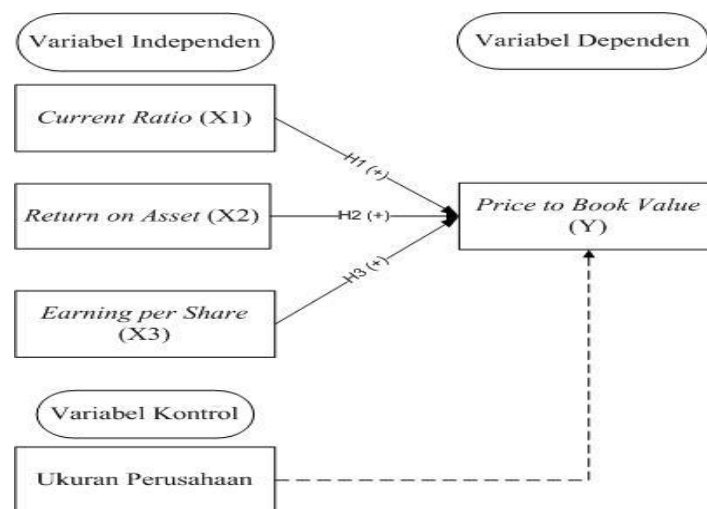 Variabel Independen
Variabel Dependen
Current Ratio (X1)
H1 (+)
Return on Asset (X2)
H2 (+)
Price to Book Value
(Y)
H3 (+)
Earning per Share
(X3)
Variabel Kontrol
Ukuran Perusahaan